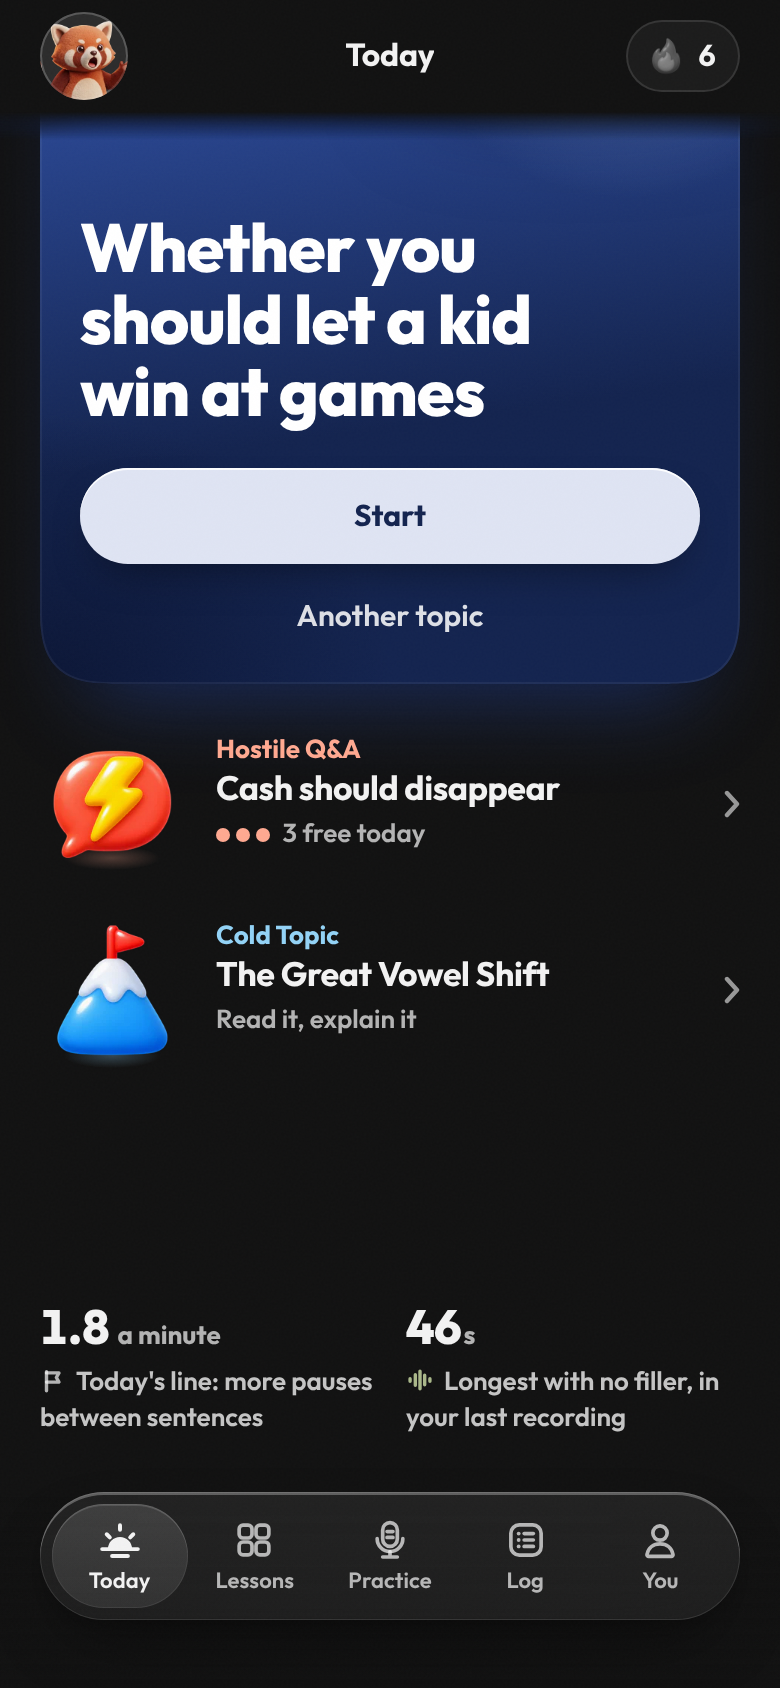 Today
6
Whether you
should let a kid
win at games
Start
Another topic
Hostile Q&A
Cash should disappear
3 free today
Cold Topic
The Great Vowel Shift
Read it, explain it
1.8 a minute
Today's line: more pauses
between sentences
46s
Longest with no filler, in
your last recording
Today
Lessons
Practice
Log
You